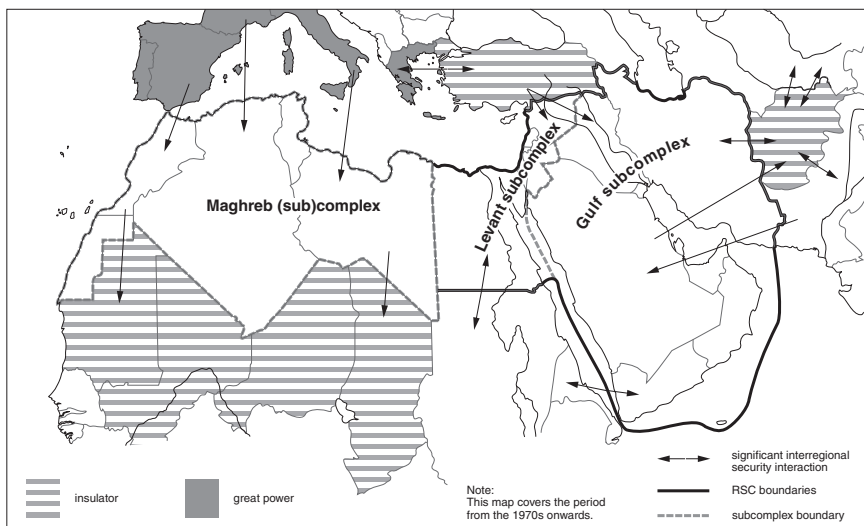 Maghreb (sub)complex
Levant subcomplex
Gulf subcomplex
insulator
great power
Note:
This map covers the period
from the 1970s onwards.
significant interregional
security interaction
RSC boundaries
subcomplex boundary